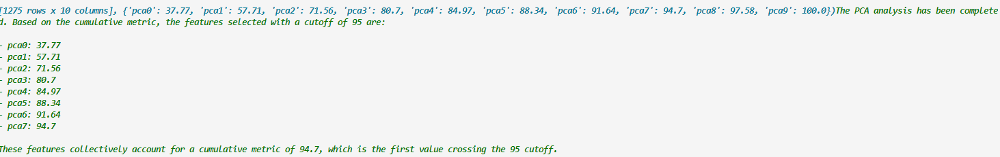 [1275 rows x 10 columns], {'pca0': 37.77, 'pca1': 57.71, 'pca2': 71.56, 'pca3': 80.7, 'pca4': 84.97, 'pca5': 88.34, 'pca6': 91.64, 'pca7': 94.7, 'pca8': 97.58, 'pca9': 100.0})The PCA analysis has been complete
d. Based on the cumulative metric, the features selected with a cutoff of 95 are:
- pca0: 37.77
- pca1: 57.71
- pca2: 71.56
- pca3: 80.7
- pca4: 84.97
- pca5: 88.34
- pca6: 91.64
- pca7: 94.7
These features collectively account for a cumulative metric of 94.7, which is the first value crossing the 95 cutoff.